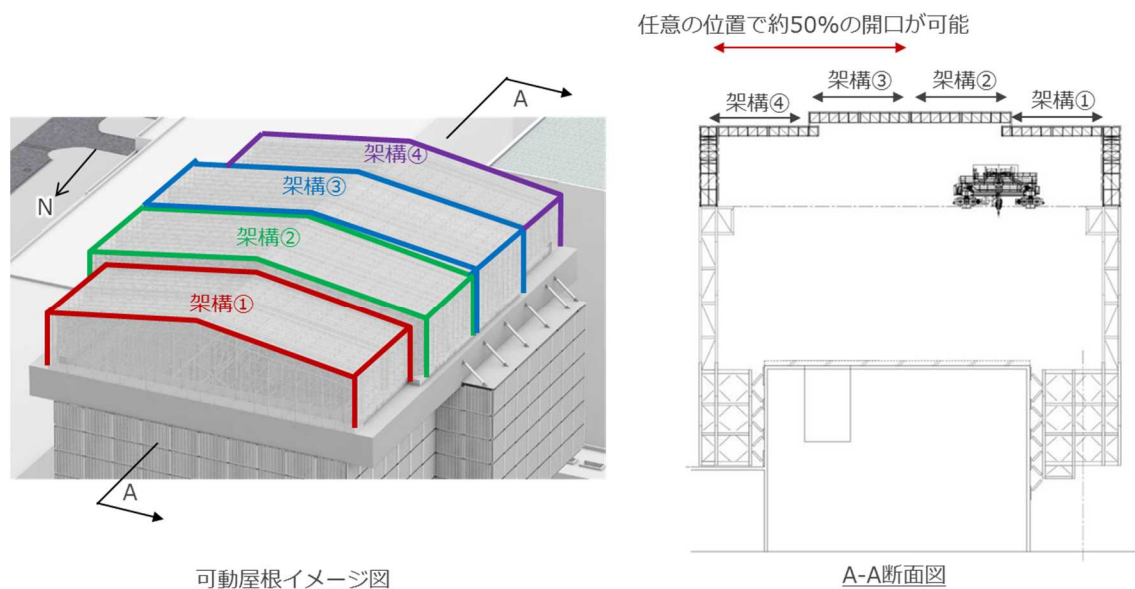 任意の位置で約50%の開口が可能
A
架構④
架構③
架構②
架構①
N
A
架構④
架構③
架構②
架構①
可動屋根イメージ図
A-A断面図